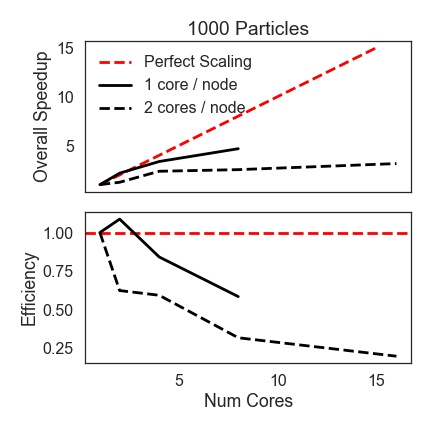 1000 Particles
15
10
5
Overall Speedup
Perfect Scaling
1 core / node
2 cores / node
1.00
0.75
0.50
0.25
Efficiency
5 10 15
Num Cores